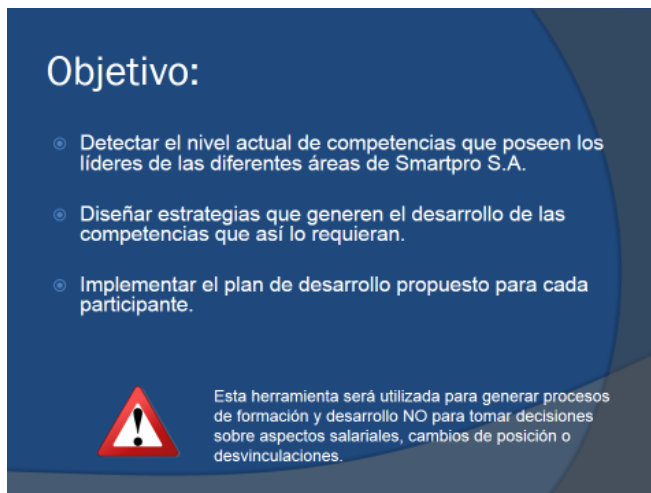 Objetivo:
Detectar el nivel actual de competencias que poseen los
líderes de las diferentes áreas de Smartpro S.A.
Diseñar estrategias que generen el desarrollo de las
competencias que así lo requieran.
Implementar el plan de desarrollo propuesto para cada
participante.
Esta herramienta será utilizada para generar procesos
de formación y desarrollo NO para tomar decisiones
sobre aspectos salariales, cambios de posición o
desvinculaciones.